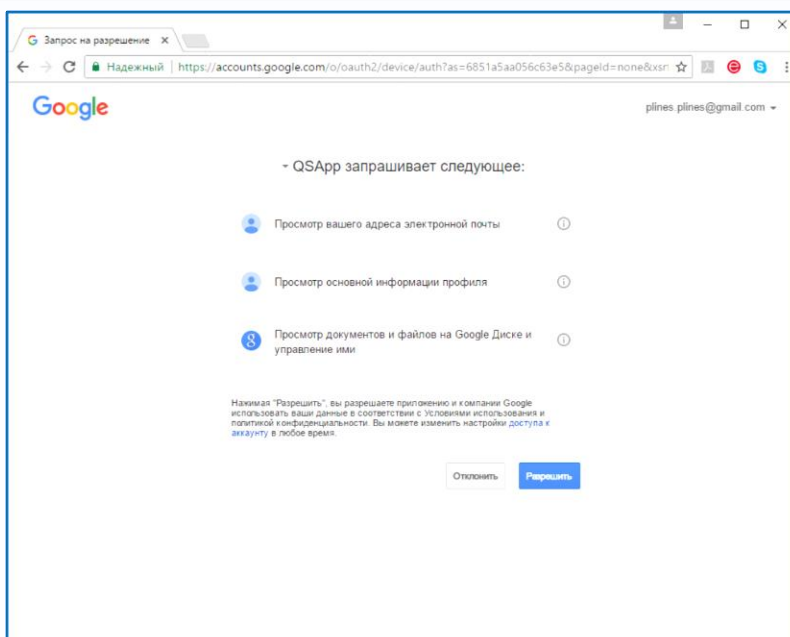 Запрос на разрешение
Надежный | https://accounts.google.com/o/oauth2/device/auth?as=6851a5aa056c63e5&pageId=none&xsr
Google
plines.plines@gmail.com
QSApp запрашивает следующее:
Просмотр вашего адреса электронной почты
Просмотр основной информации профиля
8 Просмотр документов и файлов на Google Диске и
управление ими
Нажимая "Разрешить", вы разрешаете приложению и компании Google
использовать ваши данные в соответствии с Условиями использования и
политикой конфиденциальности. Вы можете изменить настройки доступа к
аккаунту в любое время.
Отклонить Разрешить